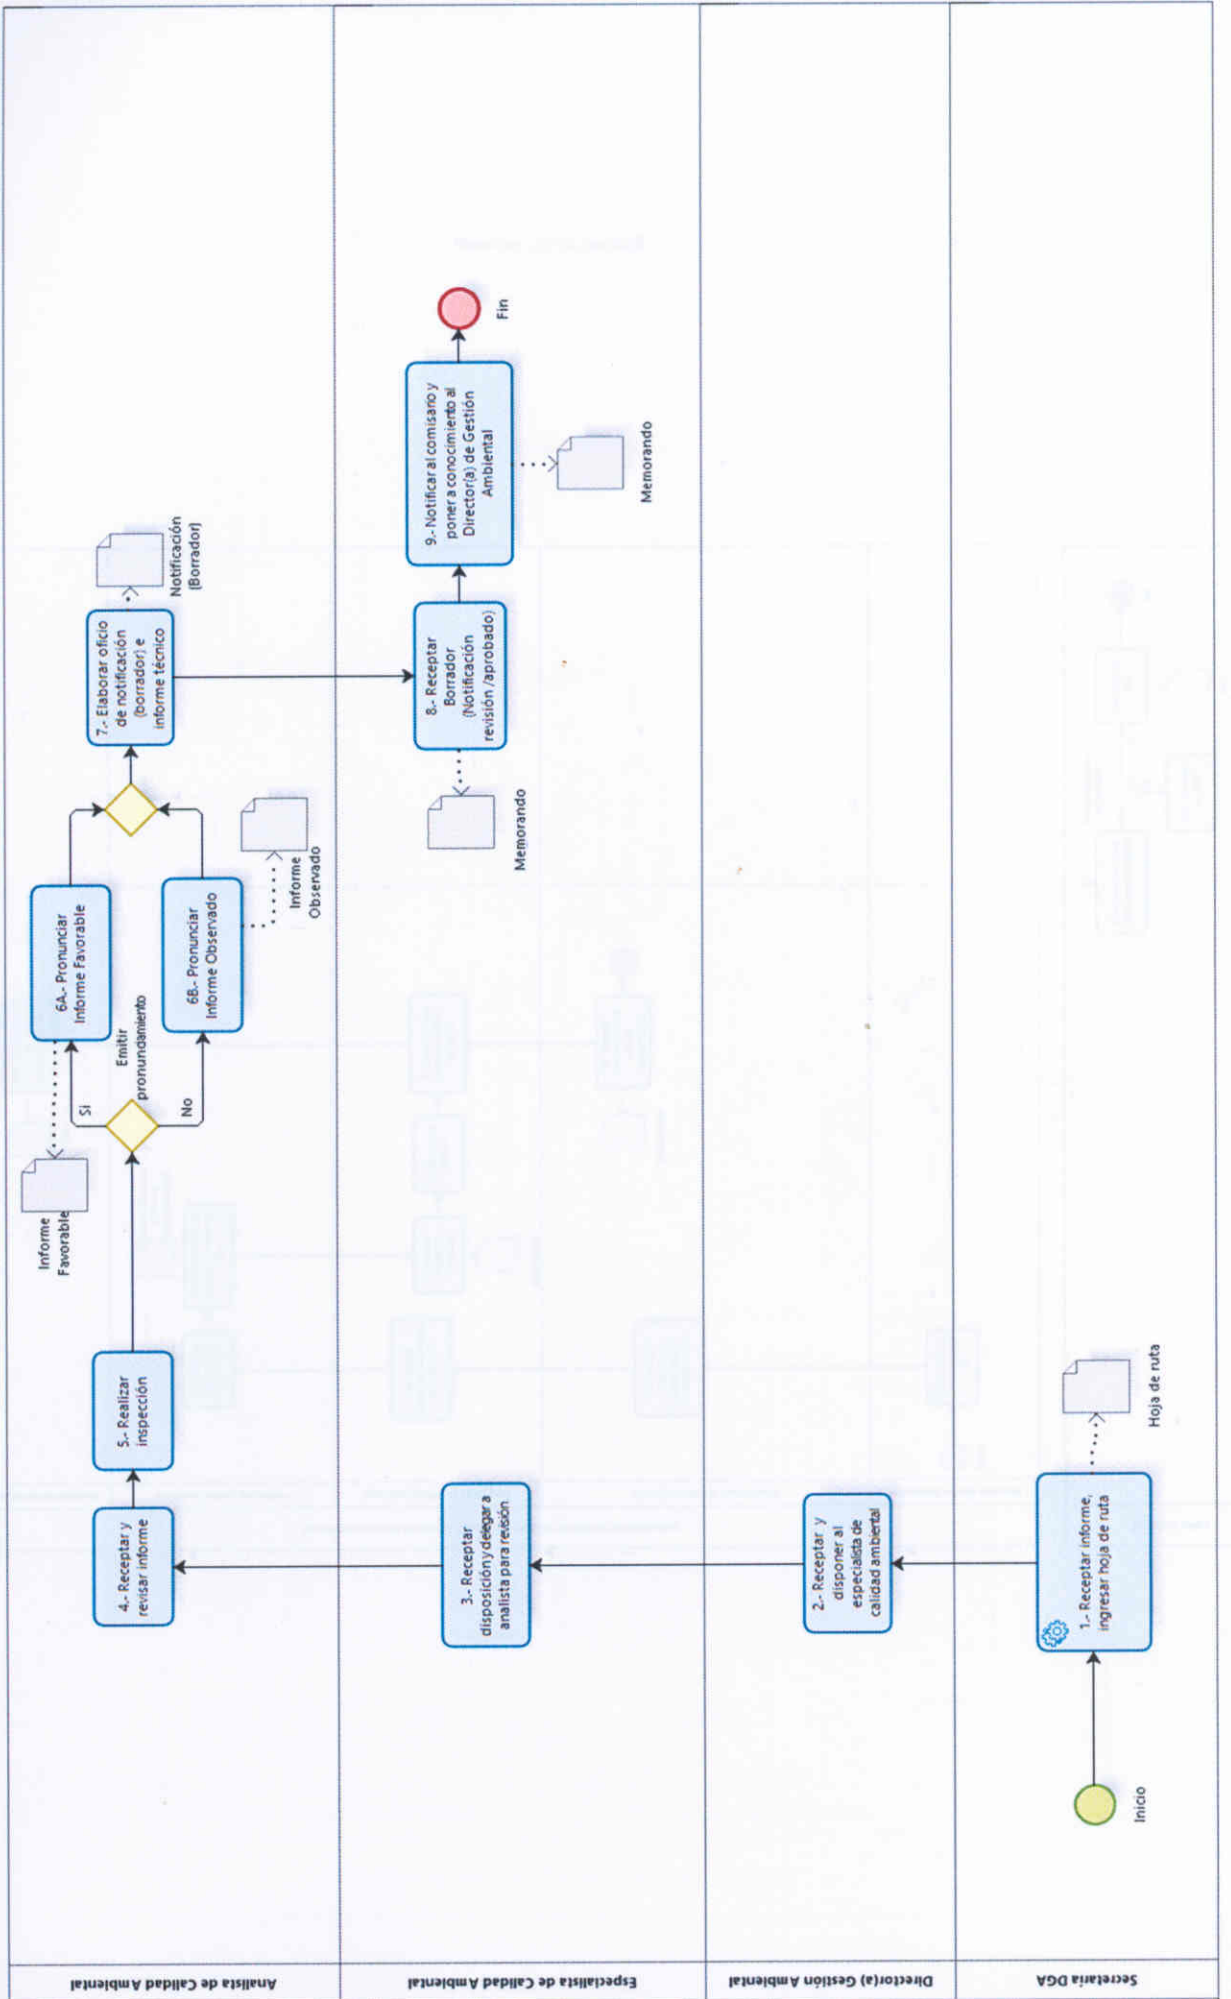 Analista de Calidad Ambiental
4.- Receptar y
revisar informe
5.- Realizar
inspección
Informe
Favorable
Emitir
pronundamiento
Si
No
6A.- Pronunciar
Informe Favorable
6B.- Pronunciar
Informe Observado
Informe
Observado
7.- Elaborar oficio
de notificación
(borrador) e
informe técnico
Notificación
(Borrador)
Especialista de Calidad Ambiental
3.- Receptar
disposición y delegar a
analista para revisión
8.- Receptar
Borrador
(Notificación
revisión /aprobado)
Memorando
9.- Notificar al comisario y
poner a conocimiento al
Director(a) de Gestión
Ambiental
Memorando
Fin
Director(a) Gestión Ambiental
2.- Receptar y
disponer al
especialista de
calidad ambiental
Secretaria DGA
Inicio
1.- Receptar informe,
ingresar hoja de ruta
Hoja de ruta